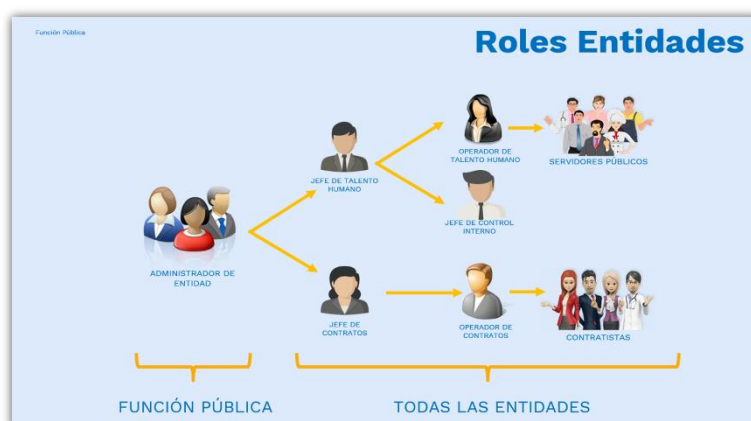 Función Pública
Roles Entidades
OPERADOR DE
TALENTO HUMANO
SERVIDORES PÚBLICOS
JEFE DE TALENTO
HUMANO
JEFE DE CONTROL
INTERNO
ADMINISTRADOR DE
ENTIDAD
JEFE DE
CONTRATOS
OPERADOR DE
CONTRATOS
CONTRATISTAS
FUNCIÓN PÚBLICA
TODAS LAS ENTIDADES